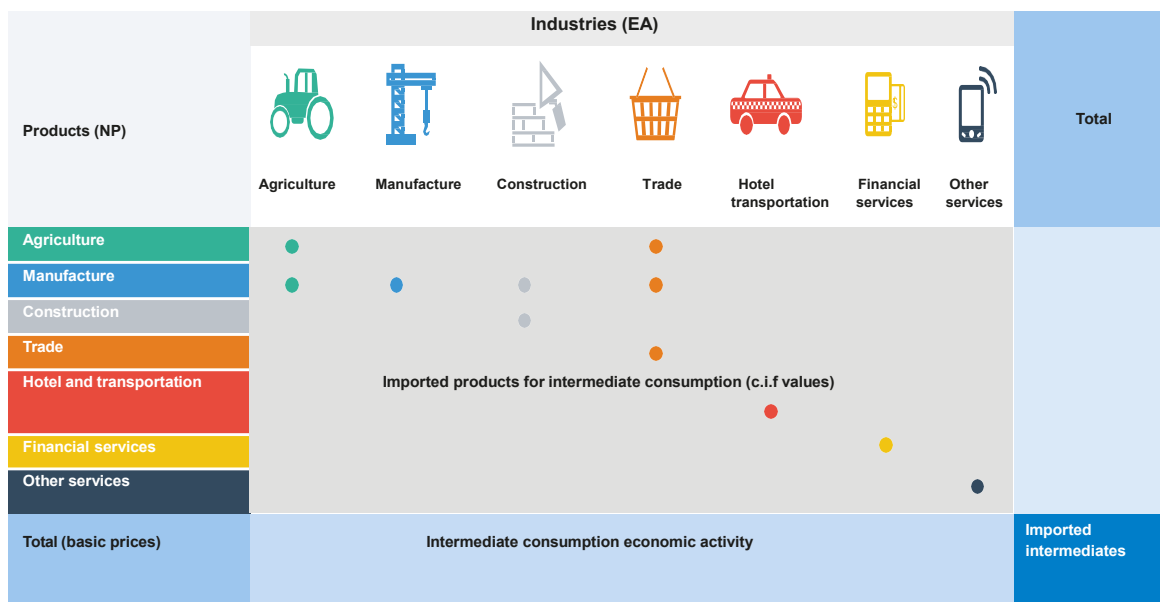 Industries (EA)
Products (NP)
Total
Agriculture
Manufacture
Construction
Trade
Hotel
transportation
Financial
services
Other
services
Agriculture
Manufacture
Construction
Trade
Hotel and transportation
Imported products for intermediate consumption (c.i.f values)
Financial services
Other services
Total (basic prices)
Intermediate consumption economic activity
Imported
intermediates
$